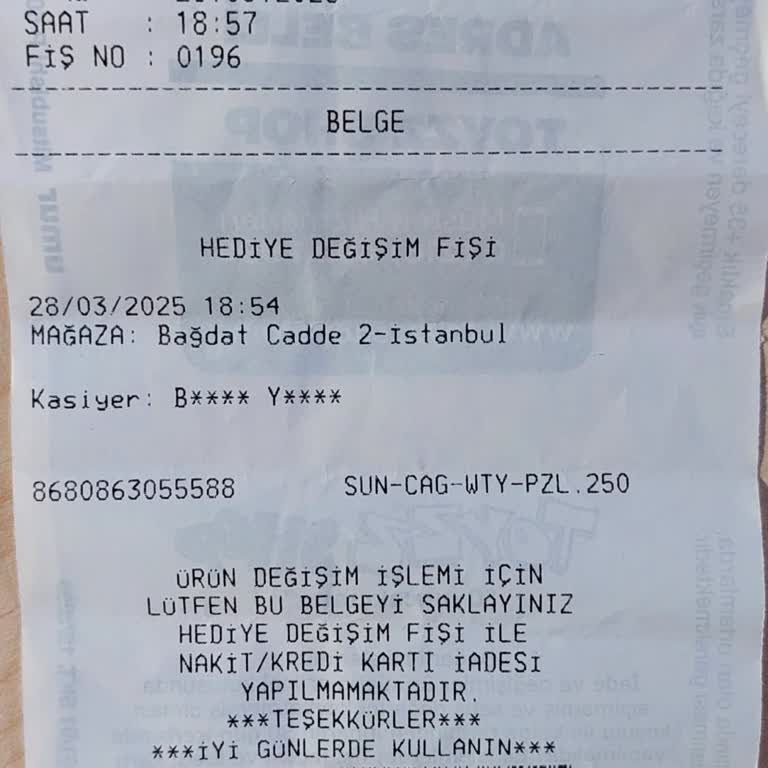 SAAT : 18:57
FİŞ NO : 0196
BELGE
HEDİYE DEĞİŞİM FİŞİ
28/03/2025 18:54
MAĞAZA: Bağdat Cadde 2-İstanbul
Kasiyer: B**** Y****
8680863055588 SUN-CAG-WTY-PZL.250
ÜRÜN DEĞİŞİM İŞLEMİ İÇİN
LÜTFEN BU BELGEYİ SAKLAYINIZ
HEDİYE DEĞİŞİM FİŞİ İLE
NAKİT/KREDİ KARTI İADESİ
YAPILMAMAKTADIR.
***TEŞEKKÜRLER***
***İYİ GÜNLERDE KULLANIN***